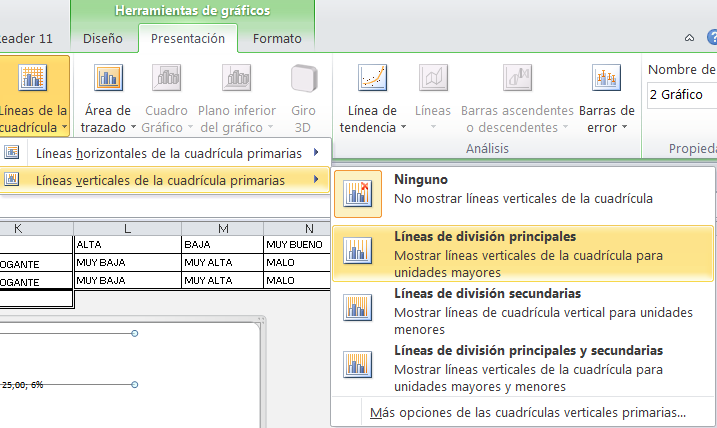 Herramientas de gráficos
eader 11 Diseño Presentación Formato
Líneas de la cuadrícula
Área de trazado
Cuadro Gráfico
Plano inferior del gráfico
Giro 3D
Línea de tendencia
Líneas
Barras ascendentes o descendentes
Barras de error
Nombre de
2 Gráfico
Análisis
Propieda
Líneas horizontales de la cuadrícula primarias
Líneas verticales de la cuadrícula primarias
Ninguno
No mostrar líneas verticales de la cuadrícula
Líneas de división principales
Mostrar líneas verticales de la cuadrícula para
unidades mayores
Líneas de división secundarias
Mostrar líneas de cuadrícula vertical para unidades
menores
Líneas de división principales y secundarias
Mostrar líneas verticales de la cuadrícula para
unidades mayores y menores
Más opciones de las cuadrículas verticales primarias...
K L M N
ALTA BAJA MUY BUENO
OGANTE MUY BAJA MUY ALTA MALO
OGANTE MUY BAJA MUY ALTA MALO
25,00; 6%